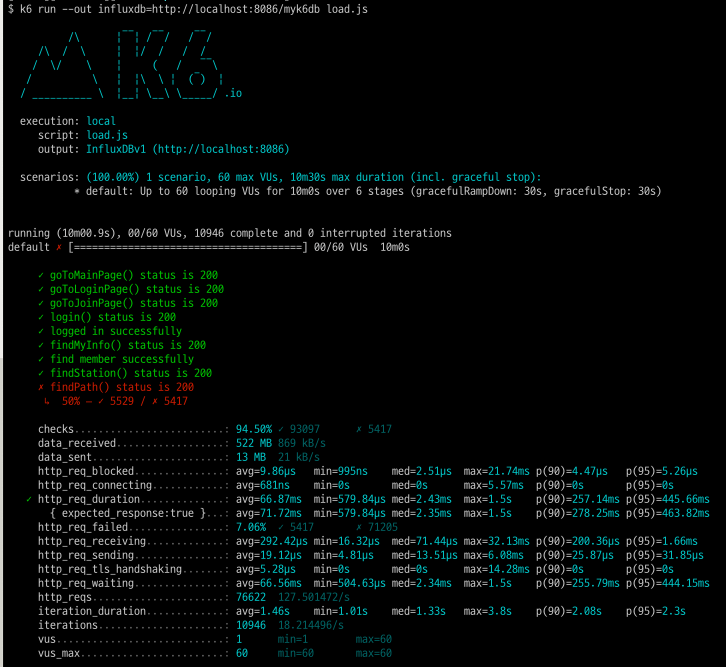 $ k6 run --out influxdb=http://localhost:8086/myk6db load.js
K6
.io
execution: local
script: load.js
output: InfluxDBv1 (http://localhost:8086)
scenarios: (100.00%) 1 scenario, 60 max VUs, 10m30s max duration (incl. graceful stop):
* default: Up to 60 looping VUs for 10m0s over 6 stages (gracefulRampDown: 30s, gracefulStop: 30s)
running (10m00.9s), 00/60 VUs, 10946 complete and 0 interrupted iterations
default ✗ [======================================] 00/60 VUs  10m0s
✓ goToMainPage() status is 200
✓ goToLoginPage() status is 200
✓ goToJoinPage() status is 200
✓ login() status is 200
✓ logged in successfully
✓ findMyInfo() status is 200
✓ find member successfully
✓ findStation() status is 200
✗ findPath() status is 200
↳  50% — ✓ 5529 / ✗ 5417
checks.........................: 94.50% ✓ 93097      ✗ 5417
data_received..................: 522 MB 869 kB/s
data_sent......................: 13 MB  21 kB/s
http_req_blocked...............: avg=9.86µs   min=995ns    med=2.51µs  max=21.74ms p(90)=4.47µs   p(95)=5.26µs
http_req_connecting............: avg=681ns    min=0s       med=0s      max=5.57ms  p(90)=0s       p(95)=0s
✓ http_req_duration..............: avg=66.87ms  min=579.84µs med=2.43ms  max=1.5s    p(90)=257.14ms p(95)=445.66ms
{ expected_response:true }...: avg=71.72ms  min=579.84µs med=2.35ms  max=1.5s    p(90)=278.25ms p(95)=463.82ms
http_req_failed................: 7.06%  ✓ 5417       ✗ 71205
http_req_receiving.............: avg=292.42µs min=16.32µs  med=71.44µs max=32.13ms p(90)=200.36µs p(95)=1.66ms
http_req_sending...............: avg=19.12µs  min=4.81µs   med=13.51µs max=6.08ms  p(90)=25.87µs  p(95)=31.85µs
http_req_tls_handshaking.......: avg=5.28µs   min=0s       med=0s      max=14.28ms p(90)=0s       p(95)=0s
http_req_waiting...............: avg=66.56ms  min=504.63µs med=2.34ms  max=1.5s    p(90)=255.79ms p(95)=444.15ms
http_reqs......................: 76622  127.501472/s
iteration_duration.............: avg=1.46s    min=1.01s    med=1.33s   max=3.8s    p(90)=2.08s    p(95)=2.3s
iterations.....................: 10946  18.214496/s
vus............................: 1      min=1        max=60
vus_max........................: 60     min=60       max=60